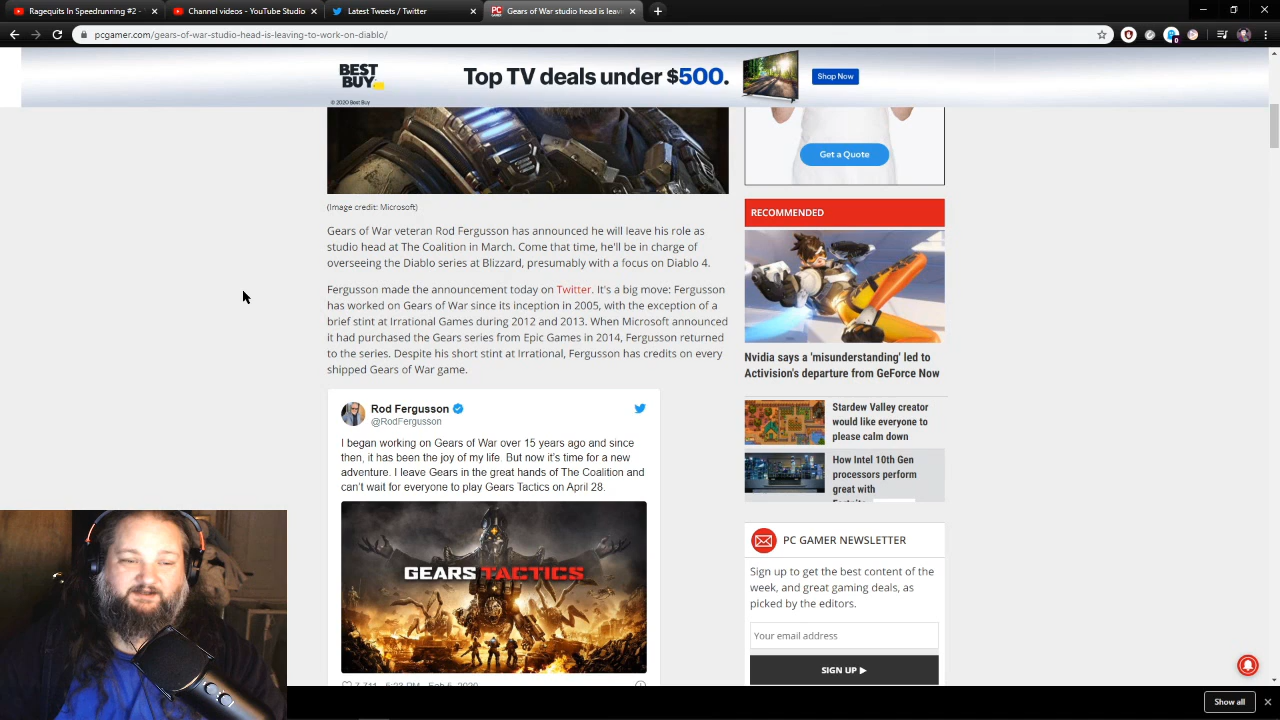 Ragequits In Speedrunning #2 -
Channel videos - YouTube Studio
Twitter
Gears of War studio head is leavi
pcgamer.com/gears-of-war-studio-head-is-leaving-to-work-on-diablo/
BEST BUY
© 2020 Best Buy
Top TV deals under $500.
Shop Now
Get a Quote
(Image credit: Microsoft)
Gears of War veteran Rod Fergusson has announced he will leave his role as
studio head at The Coalition in March. Come that time, he'll be in charge of
overseeing the Diablo series at Blizzard, presumably with a focus on Diablo 4.
Fergusson made the announcement today on Twitter. It's a big move: Fergusson
has worked on Gears of War since its inception in 2005, with the exception of a
brief stint at Irrational Games during 2012 and 2013. When Microsoft announced
it had purchased the Gears series from Epic Games in 2014, Fergusson returned
to the series. Despite his short stint at Irrational, Fergusson has credits on every
shipped Gears of War game.
Rod Fergusson
@RodFergusson
I began working on Gears of War over 15 years ago and since
then, it has been the joy of my life. But now it's time for a new
adventure. I leave Gears in the great hands of The Coalition and
can't wait for everyone to play Gears Tactics on April 28.
GEARS TACTICS
7,711 6:23 PM - Feb 5, 2020
RECOMMENDED
Nvidia says a 'misunderstanding' led to
Activision's departure from GeForce Now
Stardew Valley creator
would like everyone to
please calm down
How Intel 10th Gen
processors perform
great with
PC GAMER NEWSLETTER
Sign up to get the best content of the
week, and great gaming deals, as
picked by the editors.
Your email address
SIGN UP ▶
Show all